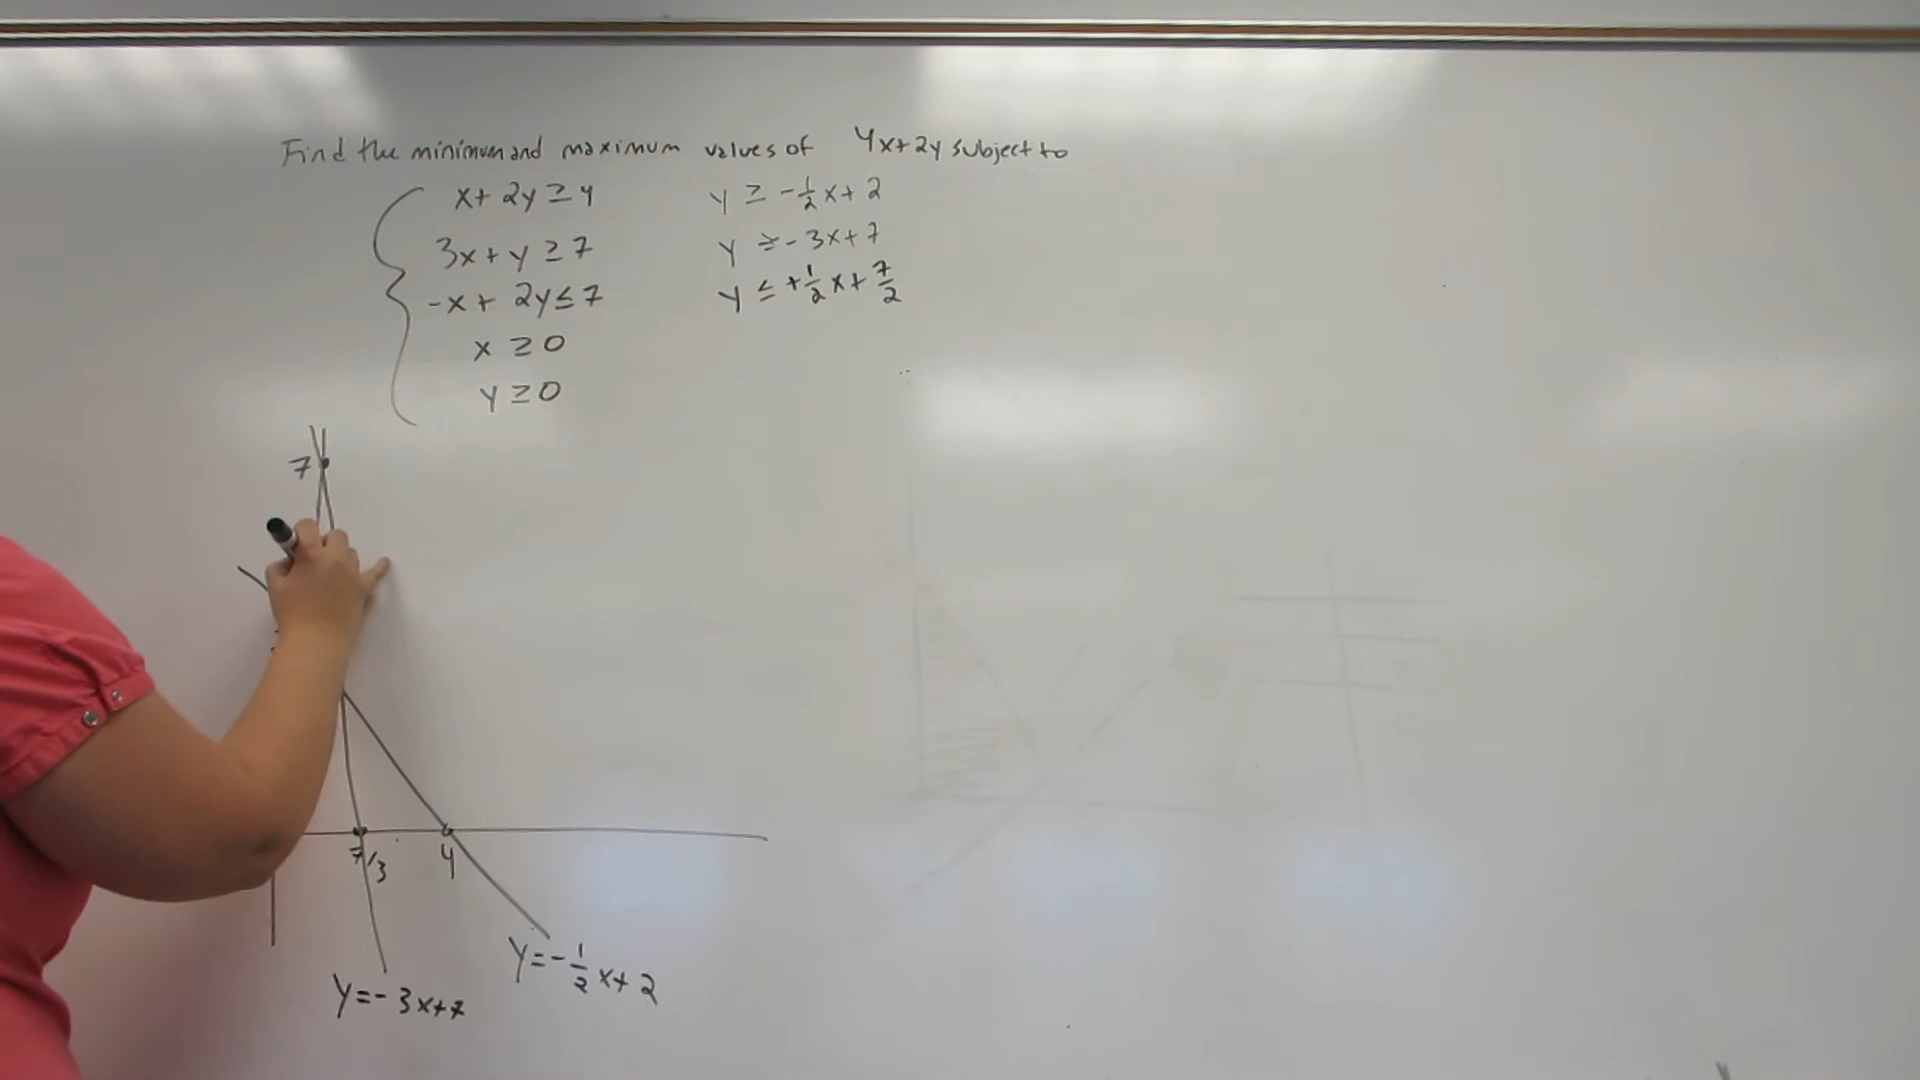 Find the minimum and maximum values of 4x+2y subject to
x+2y≥4 y≥-1/2x+2
3x+y≥7 y≥-3x+7
-x+2y≤7 y≤+1/2x+7/2
x≥0
y≥0
7
7/3 4
y=-1/2x+2
y=-3x+7